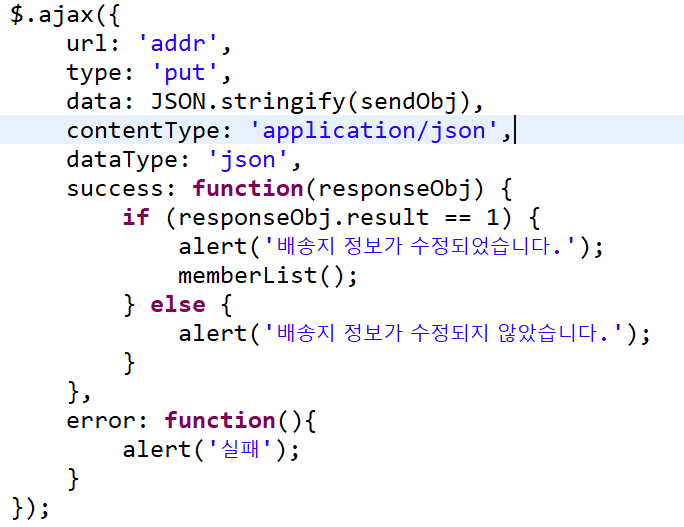 $.ajax({
    url: 'addr',
    type: 'put',
    data: JSON.stringify(sendObj),
    contentType: 'application/json',
    dataType: 'json',
    success: function(responseObj) {
        if (responseObj.result == 1) {
            alert('배송지 정보가 수정되었습니다.');
            memberList();
        } else {
            alert('배송지 정보가 수정되지 않았습니다.');
        }
    },
    error: function(){
        alert('실패');
    }
});